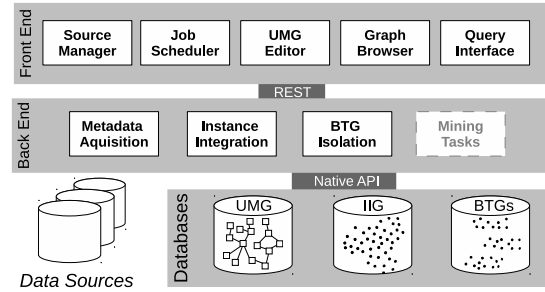 Front End
Source
Manager
Job
Scheduler
UMG
Editor
Graph
Browser
Query
Interface
REST
Back End
Metadata
Aquisition
Instance
Integration
BTG
Isolation
Mining
Tasks
Native API
Data Sources
Databases
UMG
IIG
BTGs